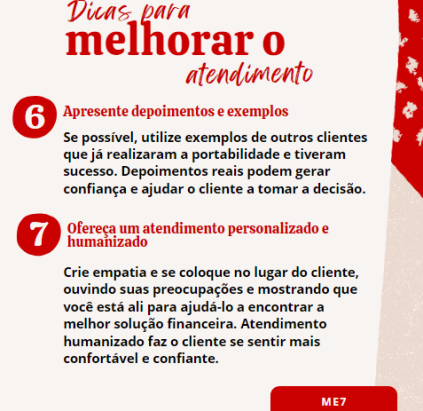 Dicas para
melhorar o
atendimento
6
Apresente depoimentos e exemplos
Se possível, utilize exemplos de outros clientes
que já realizaram a portabilidade e tiveram
sucesso. Depoimentos reais podem gerar
confiança e ajudar o cliente a tomar a decisão.
7
Ofereça um atendimento personalizado e
humanizado
Crie empatia e se coloque no lugar do cliente,
ouvindo suas preocupações e mostrando que
você está ali para ajudá-lo a encontrar a
melhor solução financeira. Atendimento
humanizado faz o cliente se sentir mais
confortável e confiante.
ME7